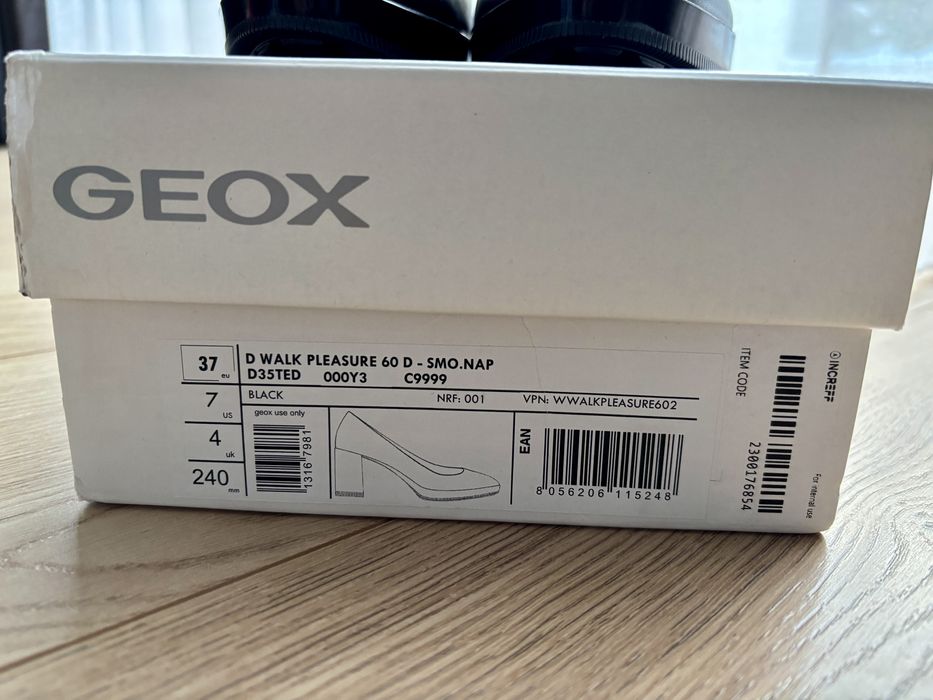 GEOX
37 eu
D WALK PLEASURE 60 D - SMO.NAP
D35TED 000Y3 C9999
7 US
BLACK NRF: 001 VPN: WWALKPLEASURE602
4 uk
240 mm
geox use only
1316 7981
EAN
8 056206 115248
ITEM CODE
2300176854
INCREFF
For internal use